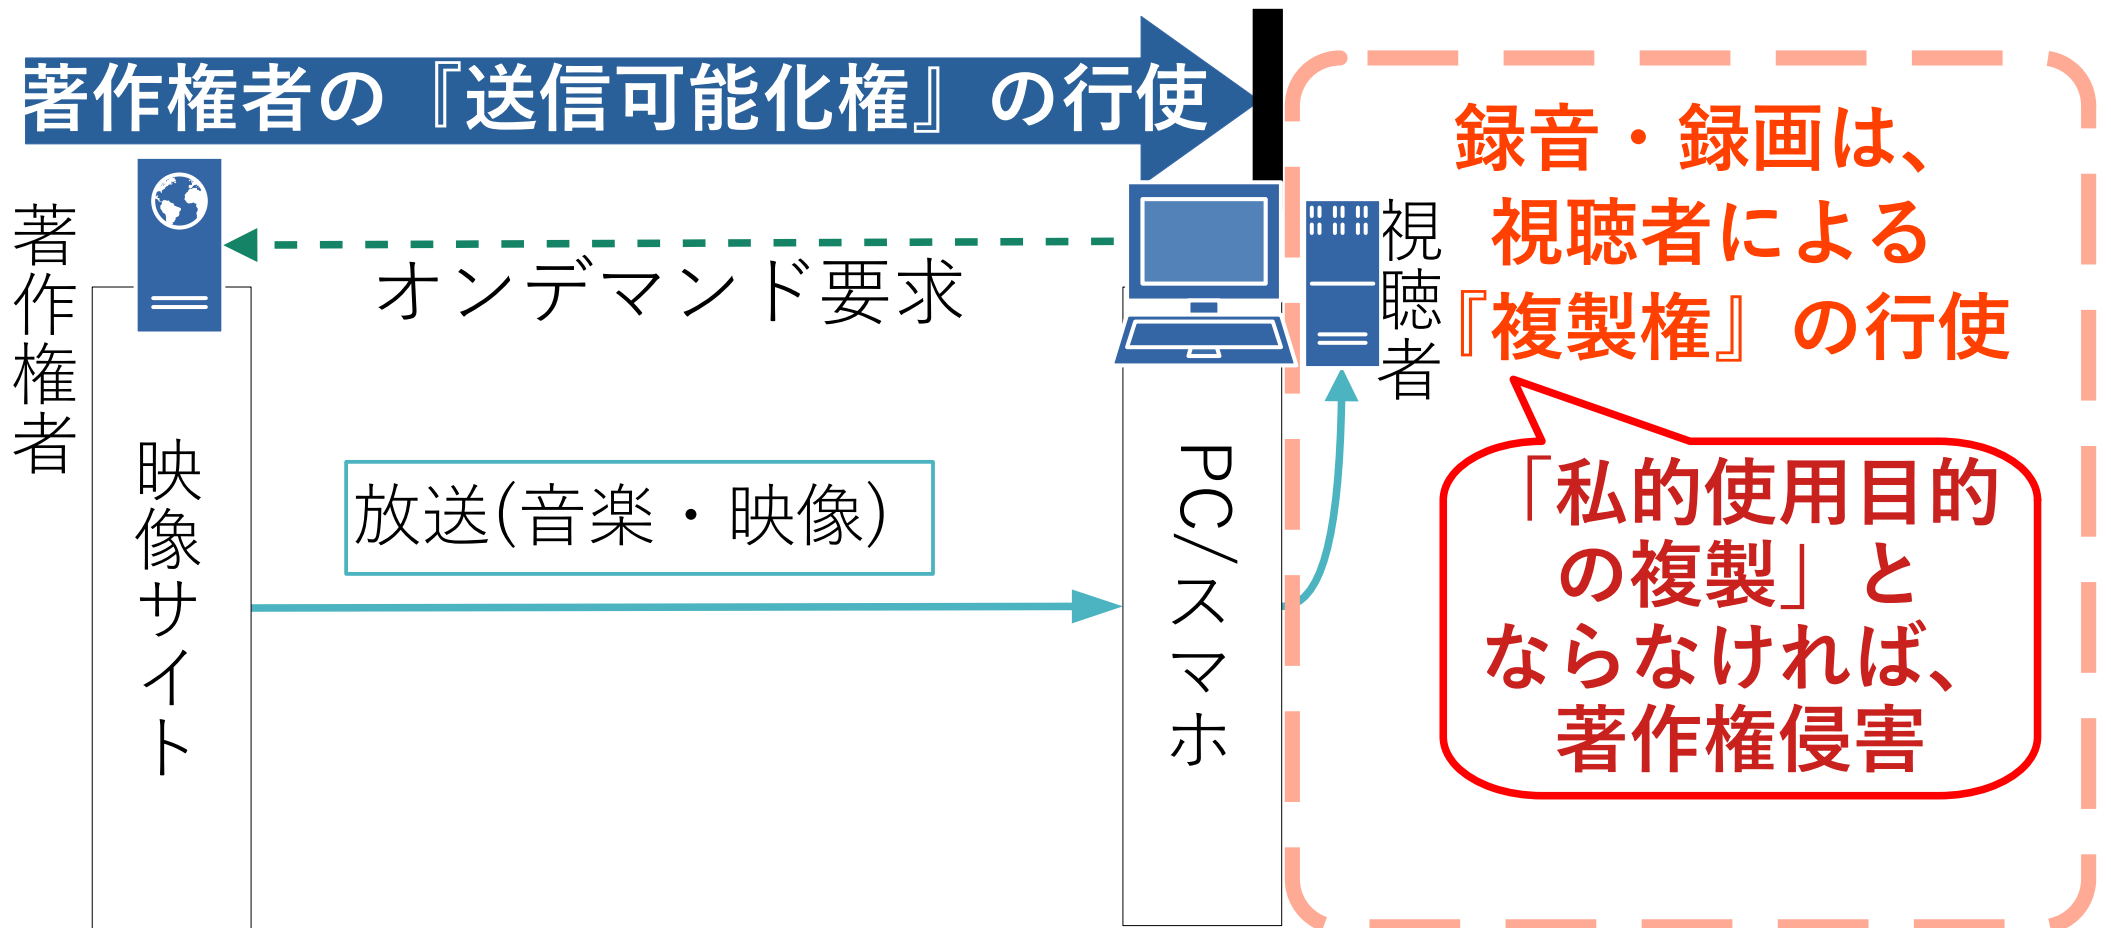 著作権者の『送信可能化権』の行使
録音・録画は、
視聴者による
『複製権』の行使
著作権者
オンデマンド要求
視聴者
映像サイト
放送(音楽・映像)
PC/スマホ
「私的使用目的
の複製」と
ならなければ、
著作権侵害